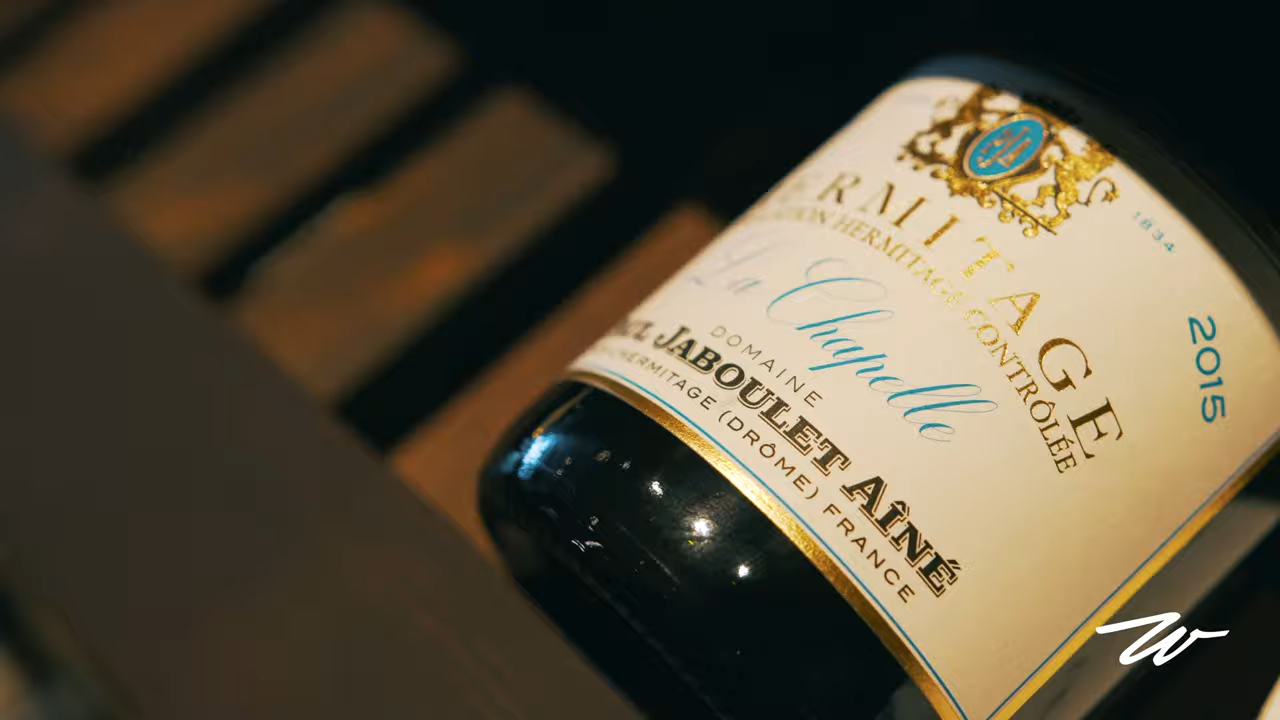 1834
2015
RMITAGE
HERMITAGE CONTRÔLÉE
La Chapelle
DOMAINE
JABOULET AÎNÉ
HERMITAGE (DRÔME) FRANCE
W